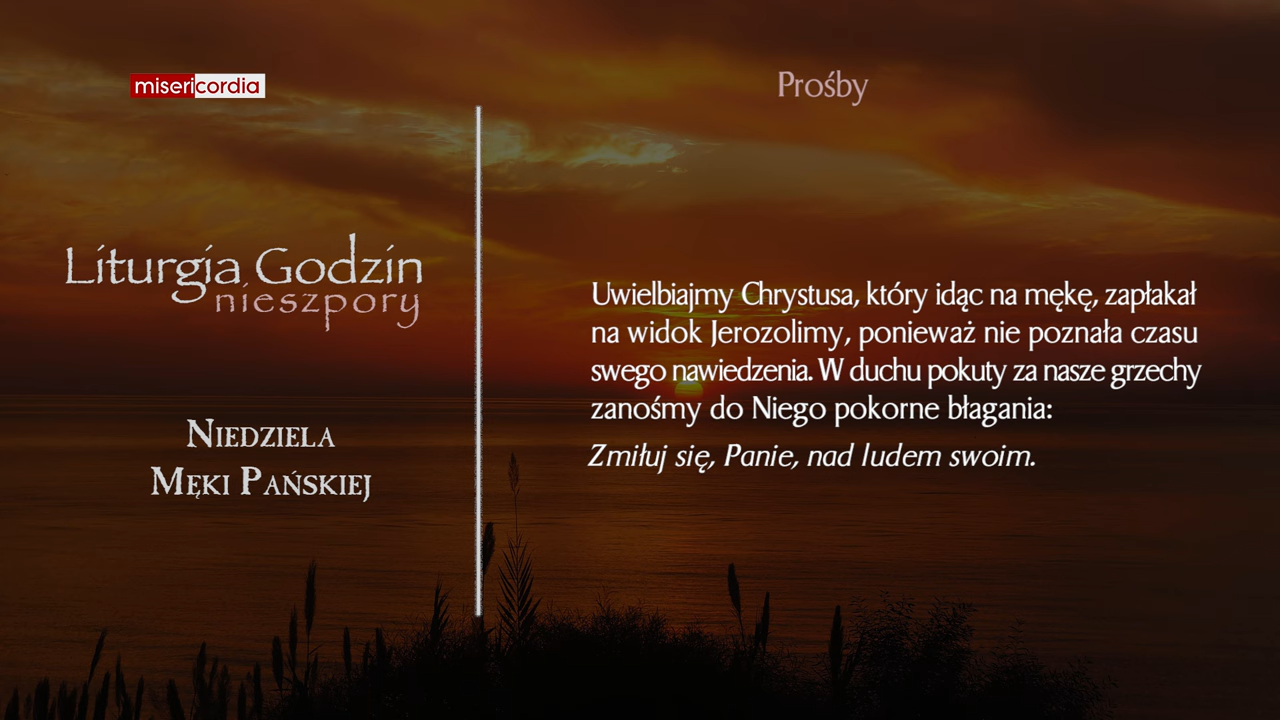 misericordia
Liturgia Godzin
nieszpory
Niedziela
Męki Pańskiej
Prośby
Uwielbiajmy Chrystusa, który idąc na mękę, zapłakał
na widok Jerozolimy, ponieważ nie poznała czasu
swego nawiedzenia. W duchu pokuty za nasze grzechy
zanośmy do Niego pokorne błagania:
Zmiłuj się, Panie, nad ludem swoim.